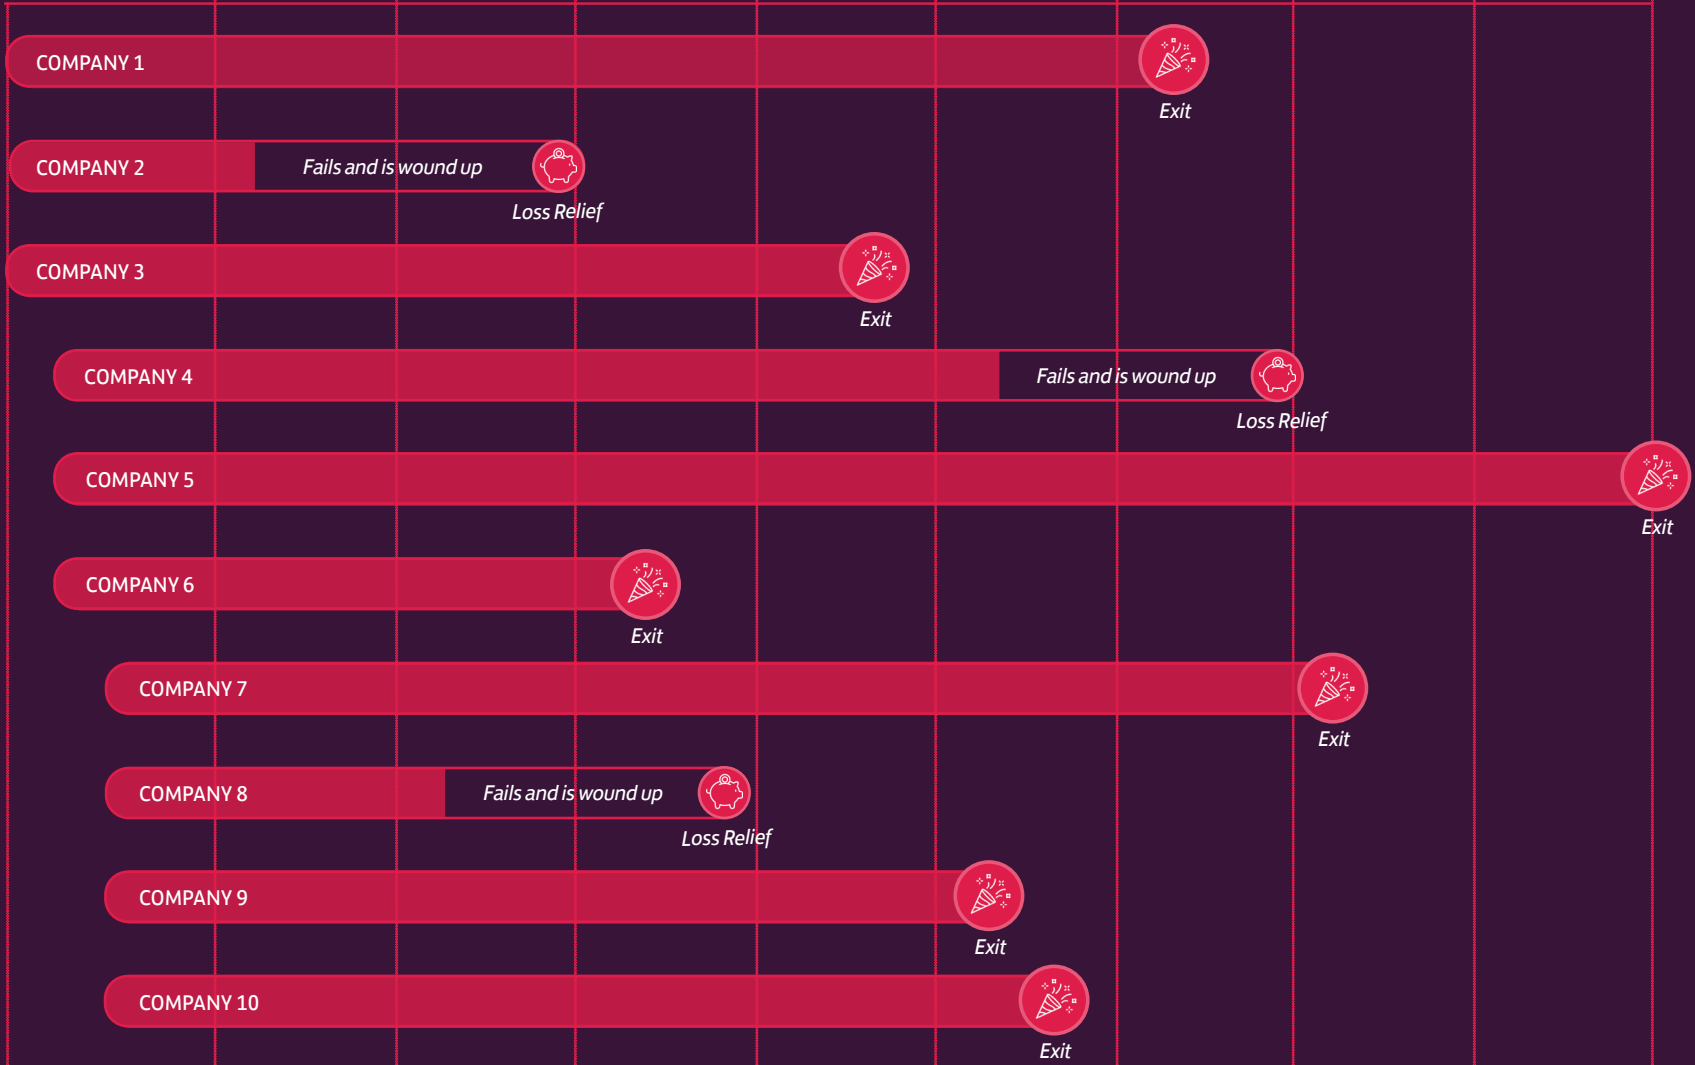 COMPANY 1
Exit
COMPANY 2
Fails and is wound up
Loss Relief
COMPANY 3
Exit
COMPANY 4
Fails and is wound up
Loss Relief
COMPANY 5
Exit
COMPANY 6
Exit
COMPANY 7
Exit
COMPANY 8
Fails and is wound up
Loss Relief
COMPANY 9
Exit
COMPANY 10
Exit